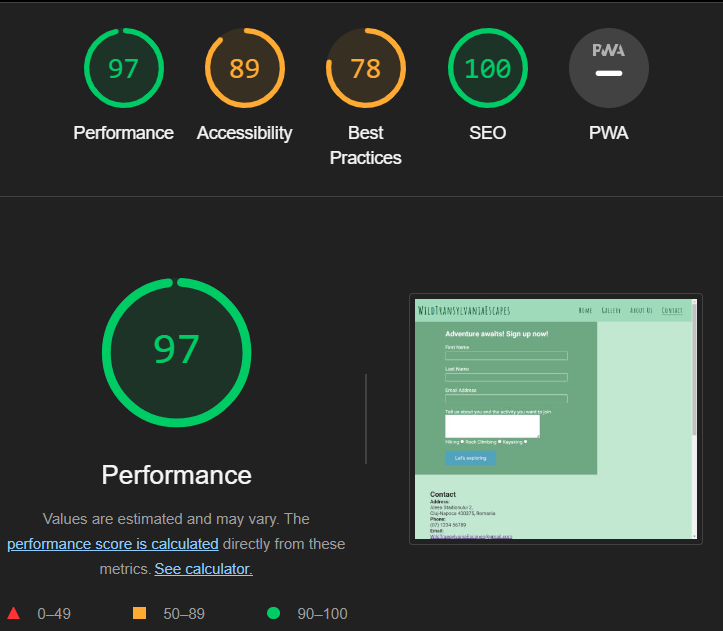 97
89
78
100
PWA
Performance
Accessibility
Best
Practices
SEO
PWA
97
Performance
Values are estimated and may vary. The
performance score is calculated directly from these
metrics. See calculator.
0–49
50–89
90–100
WildTransylvaniaEscapes
Home
Gallery
About Us
Contact
Adventure awaits! Sign up now!
First Name
Last Name
Email Address
Tell us about you and the activity you want to join
Hiking Rock Climbing Kayaking
Let's exploring
Contact
Address:
Aleea Stadionului 2,
Cluj-Napoca 430375, Romania
Phone:
(07) 1234 56789
Email:
WildTransylvaniaEscapes@gmail.com